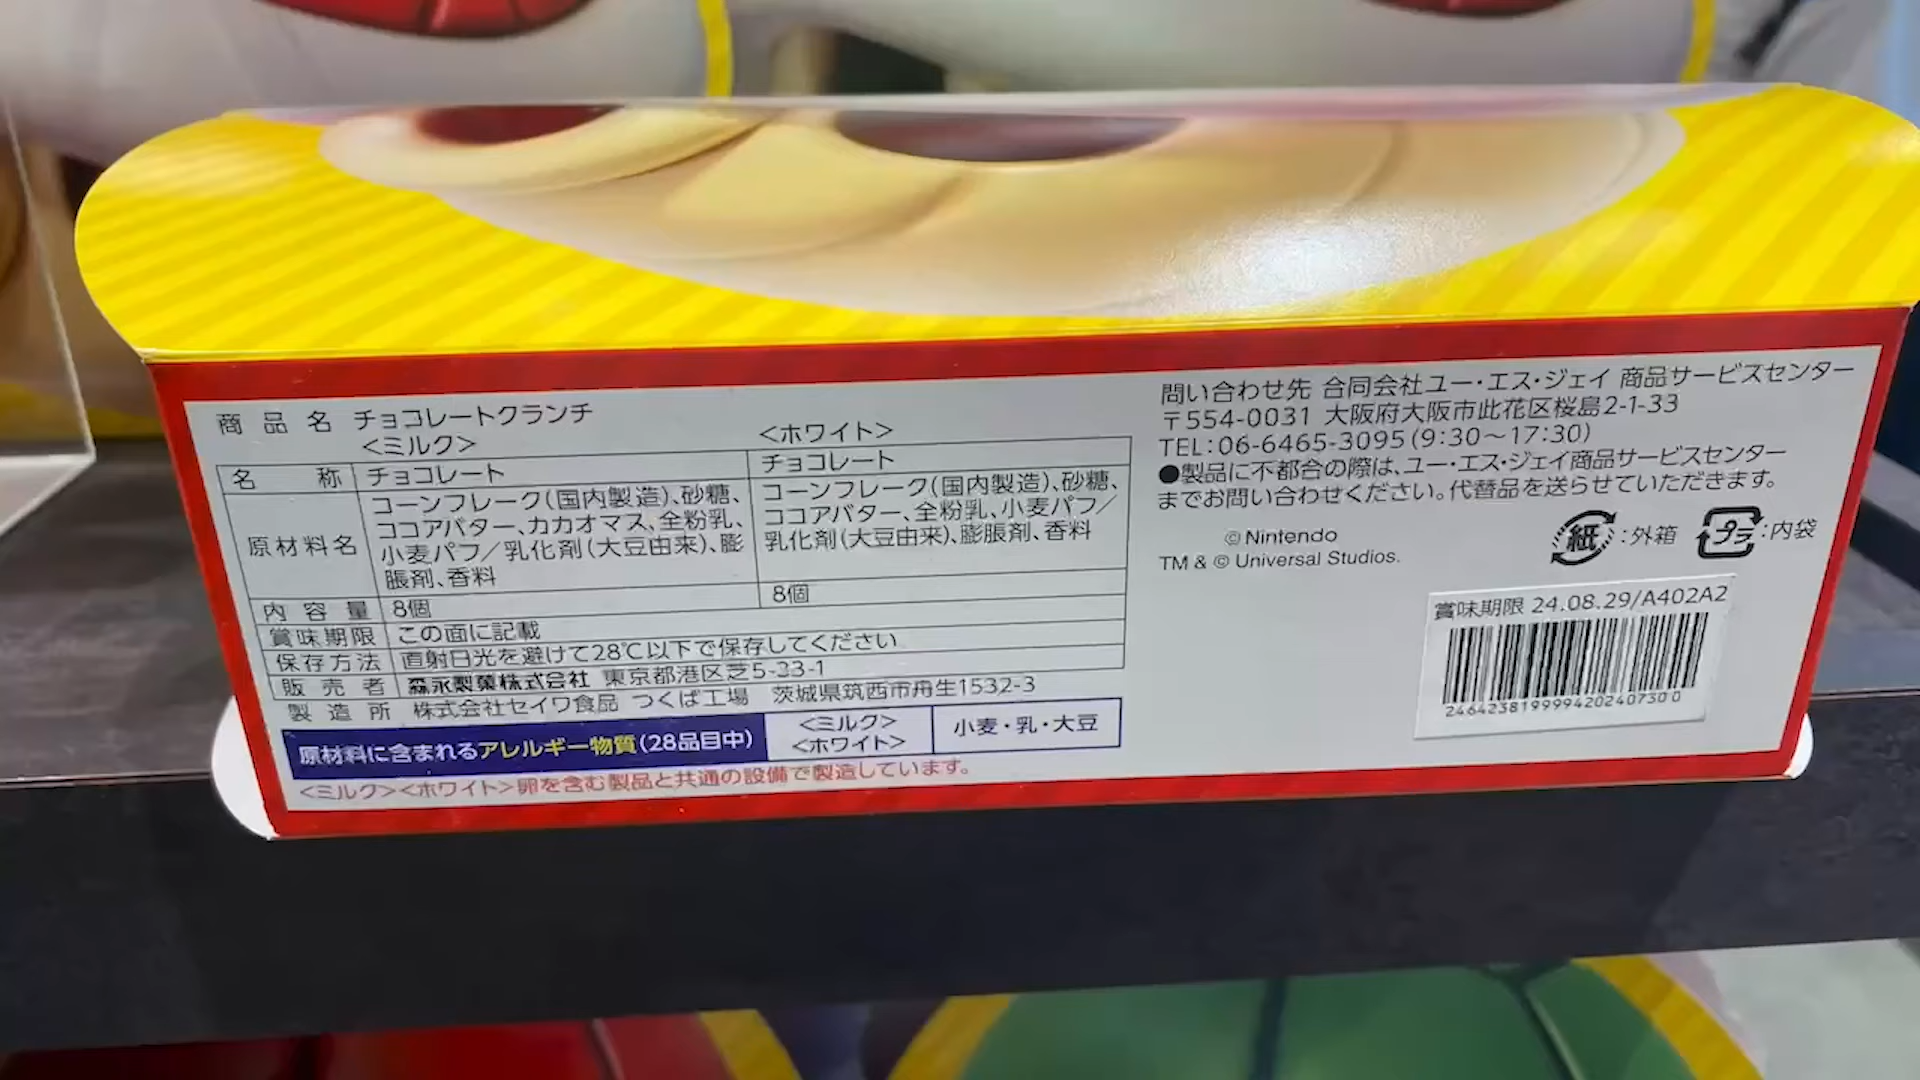 商品名 チョコレートクランチ
<ミルク> <ホワイト>
名称 チョコレート チョコレート
原材料名
コーンフレーク(国内製造)、砂糖、
ココアバター、カカオマス、全粉乳、
小麦パフ/乳化剤(大豆由来)、膨
脹剤、香料
コーンフレーク(国内製造)、砂糖、
ココアバター、全粉乳、小麦パフ/
乳化剤(大豆由来)、膨脹剤、香料
内容量 8個 8個
賞味期限 この面に記載
保存方法 直射日光を避けて28℃以下で保存してください
販売者 森永製菓株式会社 東京都港区芝5-33-1
製造所 株式会社セイワ食品 つくば工場 茨城県筑西市舟生1532-3
原材料に含まれるアレルギー物質(28品目中)
<ミルク>
<ホワイト>
小麦・乳・大豆
<ミルク><ホワイト>卵を含む製品と共通の設備で製造しています。
問い合わせ先 合同会社ユー・エス・ジェイ 商品サービスセンター
〒554-0031 大阪府大阪市此花区桜島2-1-33
TEL:06-6465-3095(9:30〜17:30)
●製品に不都合の際は、ユー・エス・ジェイ商品サービスセンター
までお問い合わせください。代替品を送らせていただきます。
©Nintendo
TM & © Universal Studios.
紙:外箱 プラ:内袋
賞味期限 24.08.29/A402A2
2464238199994202407300